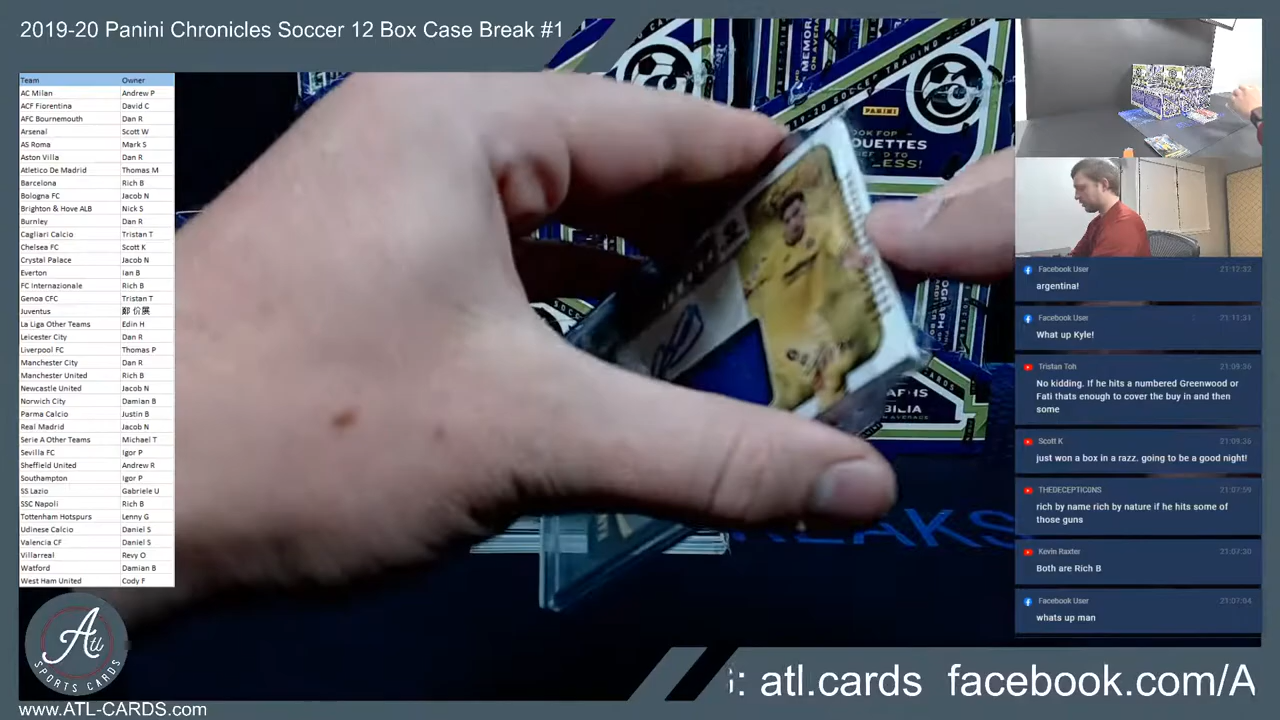 2019-20 Panini Chronicles Soccer 12 Box Case Break #1
Team Owner
AC Milan Andrew P
ACF Fiorentina David C
AFC Bournemouth Dan R
Arsenal Scott W
AS Roma Mark S
Aston Villa Dan R
Atletico De Madrid Thomas M
Barcelona Rich B
Bologna FC Jacob N
Brighton & Hove ALB Nick S
Burnley Dan R
Cagliari Calcio Tristan T
Chelsea FC Scott K
Crystal Palace Jacob N
Everton Ian B
FC Internazionale Rich B
Genoa CFC Tristan T
Juventus 鄭 价展
La Liga Other Teams Edin H
Leicester City Dan R
Liverpool FC Thomas P
Manchester City Dan R
Manchester United Rich B
Newcastle United Jacob N
Norwich City Damian B
Parma Calcio Justin B
Real Madrid Jacob N
Serie A Other Teams Michael T
Sevilla FC Igor P
Sheffield United Andrew R
Southampton Igor P
SS Lazio Gabriele U
SSC Napoli Rich B
Tottenham Hotspurs Lenny G
Udinese Calcio Daniel S
Valencia CF Daniel S
Villarreal Revy O
Watford Damian B
West Ham United Cody F
Atl
SPORTS CARDS
www.ATL-CARDS.com
PANINI
OUETTES
BREAKS
Facebook User 21:12:32
argentina!
Facebook User 21:11:31
What up Kyle!
Tristan Toh 21:09:36
No kidding. If he hits a numbered Greenwood or
Fati thats enough to cover the buy in and then
some
Scott K 21:09:36
just won a box in a razz. going to be a good night!
THEDECEPTICONS 21:07:59
rich by name rich by nature if he hits some of
those guns
Kevin Raxter 21:07:30
Both are Rich B
Facebook User 21:07:04
whats up man
: atl.cards facebook.com/A